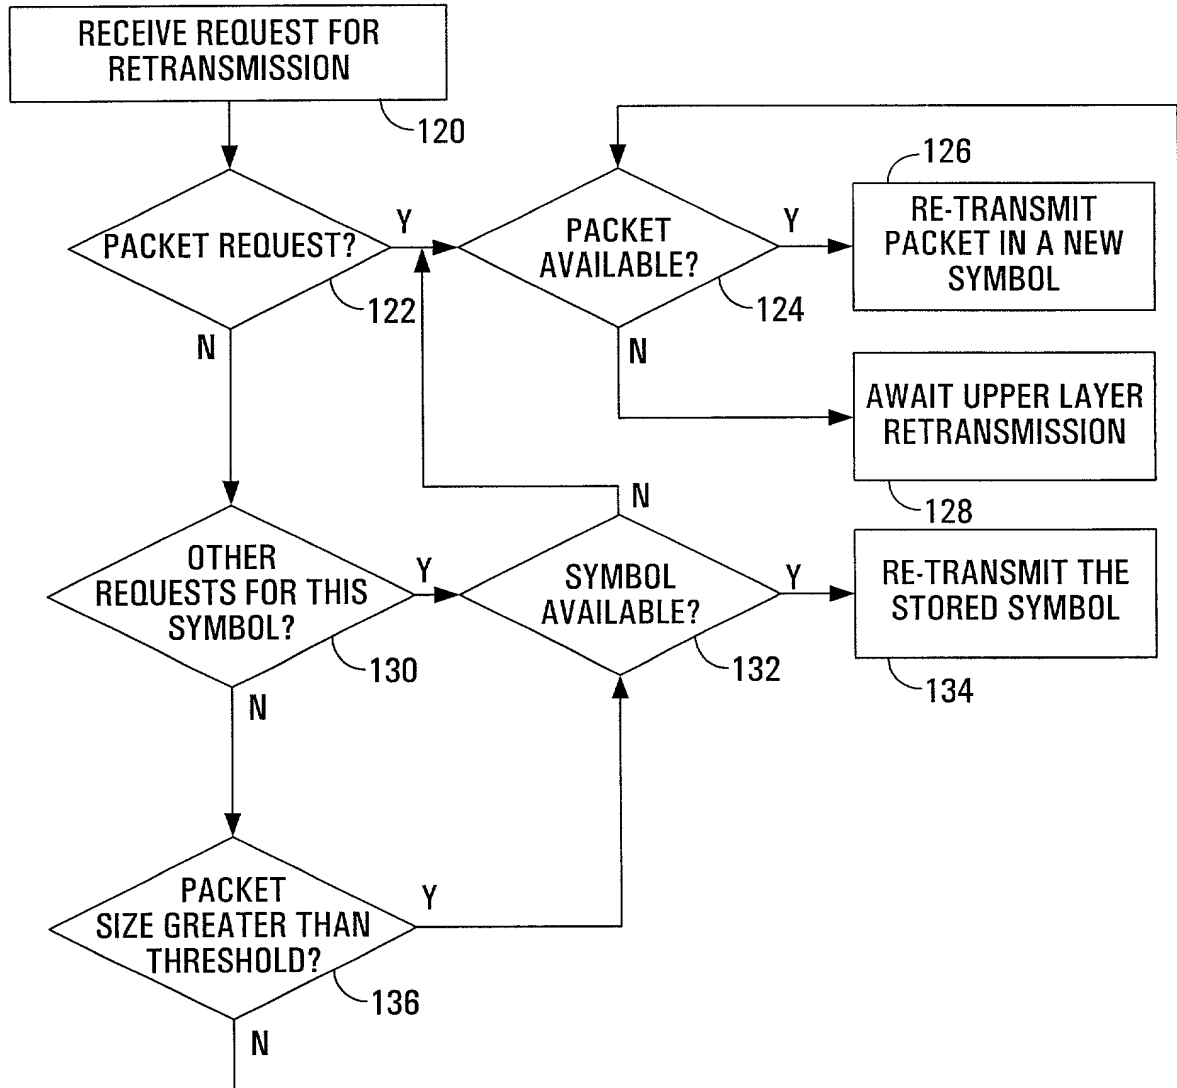 RECEIVE REQUEST FOR
RETRANSMISSION
120
PACKET REQUEST?
122
Y
N
PACKET
AVAILABLE?
124
Y
N
126
RE-TRANSMIT
PACKET IN A NEW
SYMBOL
AWAIT UPPER LAYER
RETRANSMISSION
128
OTHER
REQUESTS FOR THIS
SYMBOL?
130
Y
N
SYMBOL
AVAILABLE?
132
N
Y
RE-TRANSMIT THE
STORED SYMBOL
134
PACKET
SIZE GREATER THAN
THRESHOLD?
136
Y
N